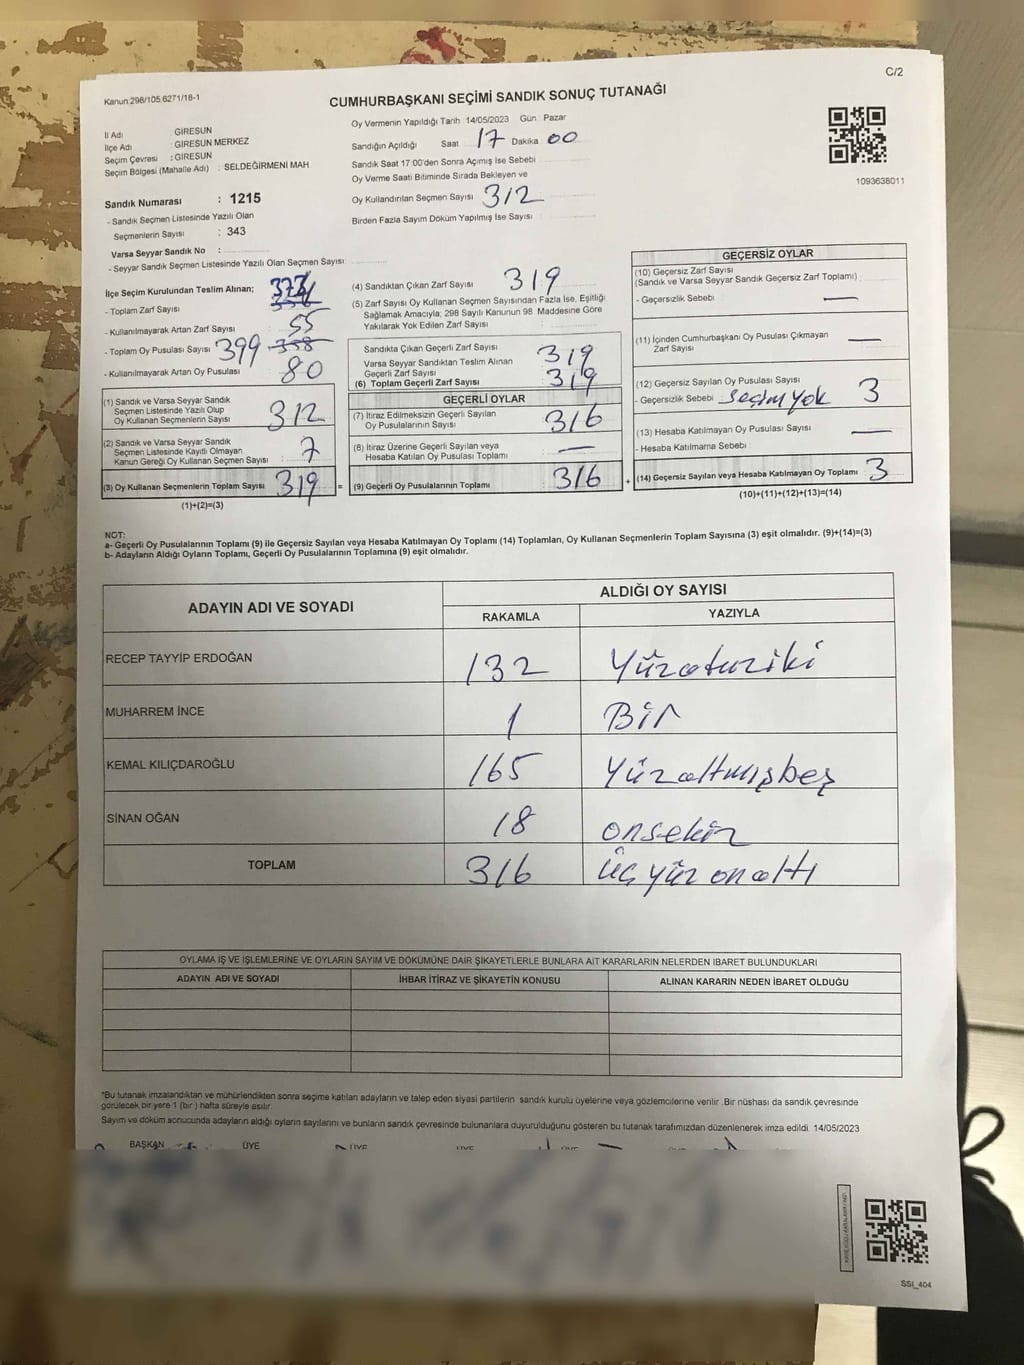 C/2
Kanun:298/105,6271/18-1
CUMHURBAŞKANI SEÇİMİ SANDIK SONUÇ TUTANAĞI
İl Adı : GİRESUN
İlçe Adı : GİRESUN MERKEZ
Seçim Çevresi : GİRESUN
Seçim Bölgesi (Mahalle Adı) : SELDEĞİRMENİ MAH
Sandık Numarası : 1215
- Sandık Seçmen Listesinde Yazılı Olan
Seçmenlerin Sayısı : 343
Varsa Seyyar Sandık No :
- Seyyar Sandık Seçmen Listesinde Yazılı Olan Seçmen Sayısı:
Oy Vermenin Yapıldığı Tarih 14/05/2023 Gün Pazar
Sandığın Açıldığı Saat 17 Dakika 00
Sandık Saat 17:00'den Sonra Açımış İse Sebebi
Oy Verme Saati Bitiminde Sırada Bekleyen ve
Oy Kullandırılan Seçmen Sayısı 312
Birden Fazla Sayım Döküm Yapılmış İse Sayısı :
1093638011
İlçe Seçim Kurulundan Teslim Alınan;
- Toplam Zarf Sayısı :
- Kullanılmayarak Artan Zarf Sayısı : 55
- Toplam Oy Pusulası Sayısı : 399 358
- Kullanılmayarak Artan Oy Pusulası 80
(1) Sandık ve Varsa Seyyar Sandık
Seçmen Listesinde Yazılı Olup
Oy Kullanan Seçmenlerin Sayısı : 312
(2) Sandık ve Varsa Seyyar Sandık
Seçmen Listesinde Kayıtlı Olmayan
Kanun Gereği Oy Kullanan Seçmen Sayısı : 7
(3) Oy Kullanan Seçmenlerin Toplam Sayısı 319 =
(1)+(2)=(3)
(4) Sandıktan Çıkan Zarf Sayısı 319
(5) Zarf Sayısı Oy Kullanan Seçmen Sayısından Fazla İse, Eşitliği
Sağlamak Amacıyla; 298 Sayılı Kanunun 98. Maddesine Göre
Yakılarak Yok Edilen Zarf Sayısı :
Sandıkta Çıkan Geçerli Zarf Sayısı 319
Varsa Seyyar Sandıktan Teslim Alınan
Geçerli Zarf Sayısı
(6) Toplam Geçerli Zarf Sayısı 319
GEÇERLİ OYLAR
(7) İtiraz Edilmeksizin Geçerli Sayılan
Oy Pusulalarının Sayısı : 316
(8) İtiraz Üzerine Geçerli Sayılan veya
Hesaba Katılan Oy Pusulası Toplamı : —
(9) Geçerli Oy Pusulalarının Toplamı 316 +
GEÇERSİZ OYLAR
(10) Geçersiz Zarf Sayısı
(Sandık ve Varsa Seyyar Sandık Geçersiz Zarf Toplamı)
- Geçersizlik Sebebi : —
(11) İçinden Cumhurbaşkanı Oy Pusulası Çıkmayan
Zarf Sayısı —
(12) Geçersiz Sayılan Oy Pusulası Sayısı
- Geçersizlik Sebebi seçim yok 3
(13) Hesaba Katılmayan Oy Pusulası Sayısı —
- Hesaba Katılmama Sebebi :
(14) Geçersiz Sayılan veya Hesaba Katılmayan Oy Toplamı 3
(10)+(11)+(12)+(13)=(14)
NOT:
a- Geçerli Oy Pusulalarının Toplamı (9) ile Geçersiz Sayılan veya Hesaba Katılmayan Oy Toplamı (14) Toplamları, Oy Kullanan Seçmenlerin Toplam Sayısına (3) eşit olmalıdır. (9)+(14)=(3)
b- Adayların Aldığı Oyların Toplamı, Geçerli Oy Pusulalarının Toplamına (9) eşit olmalıdır.
ADAYIN ADI VE SOYADI
ALDIĞI OY SAYISI
RAKAMLA YAZIYLA
RECEP TAYYİP ERDOĞAN 132 Yüzotuziki
MUHARREM İNCE 1 Bir
KEMAL KILIÇDAROĞLU 165 Yüzaltmışbeş
SİNAN OĞAN 18 onsekiz
TOPLAM 316 üç yüz onaltı
OYLAMA İŞ VE İŞLEMLERİNE VE OYLARIN SAYIM VE DÖKÜMÜNE DAİR ŞİKAYETLERLE BUNLARA AİT KARARLARIN NELERDEN İBARET BULUNDUKLARI
ADAYIN ADI VE SOYADI İHBAR İTİRAZ VE ŞİKAYETİN KONUSU ALINAN KARARIN NEDEN İBARET OLDUĞU
*Bu tutanak imzalandıktan ve mühürlendikten sonra seçime katılan adayların ve talep eden siyasi partilerin sandık kurulu üyelerine veya gözlemcilerine verilir .Bir nüshası da sandık çevresinde
görülecek bir yere 1 (bir ) hafta süreyle asılır.
Sayım ve döküm sonucunda adayların aldığı oyların sayılarını ve bunların sandık çevresinde bulunanlara duyurulduğunu gösteren bu tutanak tarafımızdan düzenlenerek imza edildi. 14/05/2023
BAŞKAN ÜYE ÜYE ÜYE ÜYE
SSİ_404